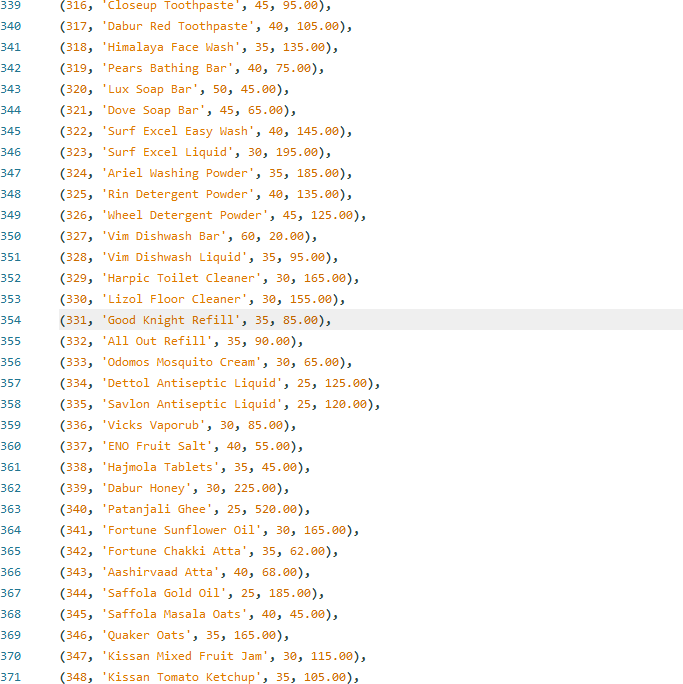 339 (316, 'Closeup Toothpaste', 45, 95.00),
340 (317, 'Dabur Red Toothpaste', 40, 105.00),
341 (318, 'Himalaya Face Wash', 35, 135.00),
342 (319, 'Pears Bathing Bar', 40, 75.00),
343 (320, 'Lux Soap Bar', 50, 45.00),
344 (321, 'Dove Soap Bar', 45, 65.00),
345 (322, 'Surf Excel Easy Wash', 40, 145.00),
346 (323, 'Surf Excel Liquid', 30, 195.00),
347 (324, 'Ariel Washing Powder', 35, 185.00),
348 (325, 'Rin Detergent Powder', 40, 135.00),
349 (326, 'Wheel Detergent Powder', 45, 125.00),
350 (327, 'Vim Dishwash Bar', 60, 20.00),
351 (328, 'Vim Dishwash Liquid', 35, 95.00),
352 (329, 'Harpic Toilet Cleaner', 30, 165.00),
353 (330, 'Lizol Floor Cleaner', 30, 155.00),
354 (331, 'Good Knight Refill', 35, 85.00),
355 (332, 'All Out Refill', 35, 90.00),
356 (333, 'Odomos Mosquito Cream', 30, 65.00),
357 (334, 'Dettol Antiseptic Liquid', 25, 125.00),
358 (335, 'Savlon Antiseptic Liquid', 25, 120.00),
359 (336, 'Vicks Vaporub', 30, 85.00),
360 (337, 'ENO Fruit Salt', 40, 55.00),
361 (338, 'Hajmola Tablets', 35, 45.00),
362 (339, 'Dabur Honey', 30, 225.00),
363 (340, 'Patanjali Ghee', 25, 520.00),
364 (341, 'Fortune Sunflower Oil', 30, 165.00),
365 (342, 'Fortune Chakki Atta', 35, 62.00),
366 (343, 'Aashirvaad Atta', 40, 68.00),
367 (344, 'Saffola Gold Oil', 25, 185.00),
368 (345, 'Saffola Masala Oats', 40, 45.00),
369 (346, 'Quaker Oats', 35, 165.00),
370 (347, 'Kissan Mixed Fruit Jam', 30, 115.00),
371 (348, 'Kissan Tomato Ketchup', 35, 105.00),